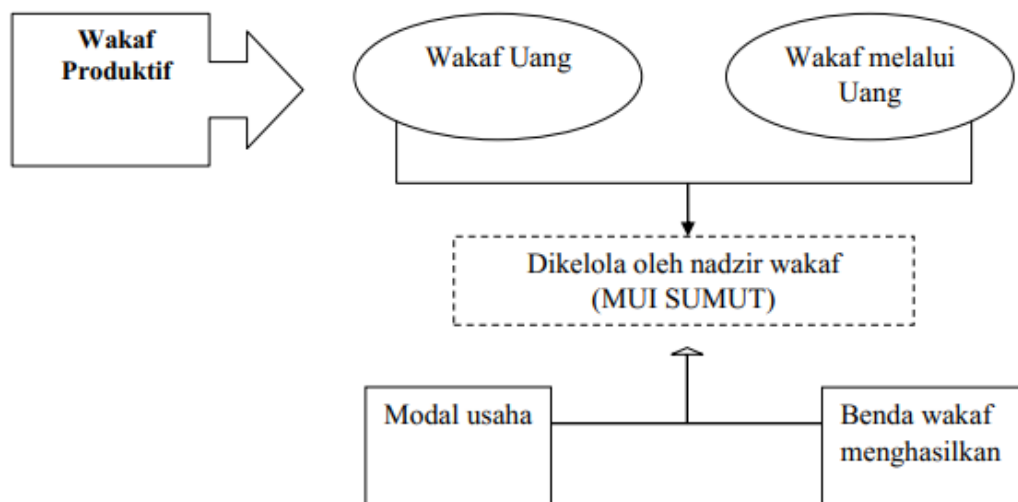 Wakaf
Produktif
Wakaf Uang
Wakaf melalui
Uang
Dikelola oleh nadzir wakaf
(MUI SUMUT)
Modal usaha
Benda wakaf
menghasilkan